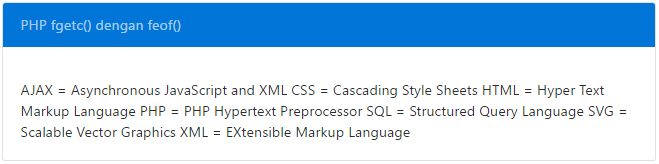 PHP fgetc() dengan feof()
AJAX = Asynchronous JavaScript and XML CSS = Cascading Style Sheets HTML = Hyper Text
Markup Language PHP = PHP Hypertext Preprocessor SQL = Structured Query Language SVG =
Scalable Vector Graphics XML = EXtensible Markup Language